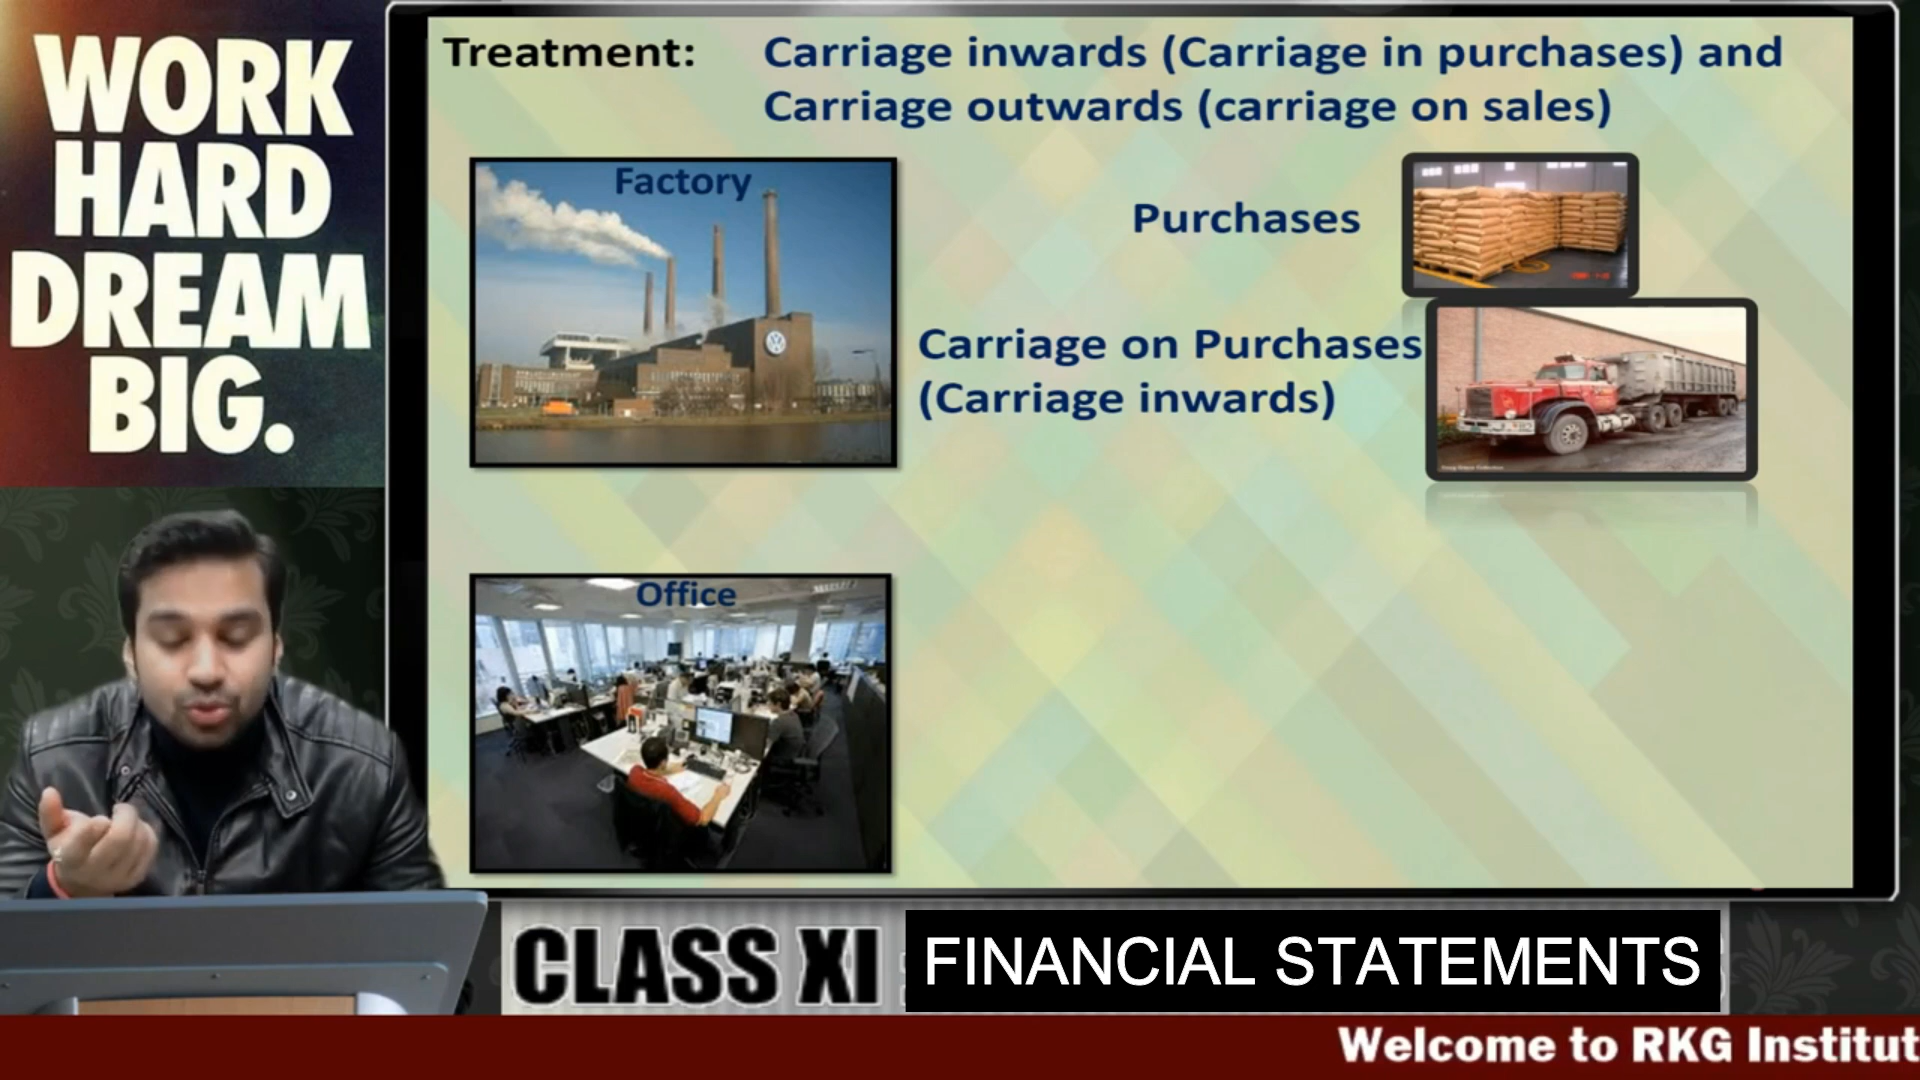 WORK
HARD
DREAM
BIG.
Treatment: Carriage inwards (Carriage in purchases) and
Carriage outwards (carriage on sales)
Factory
Purchases
Carriage on Purchases
(Carriage inwards)
Office
CLASS XI
FINANCIAL STATEMENTS
Welcome to RKG Institut